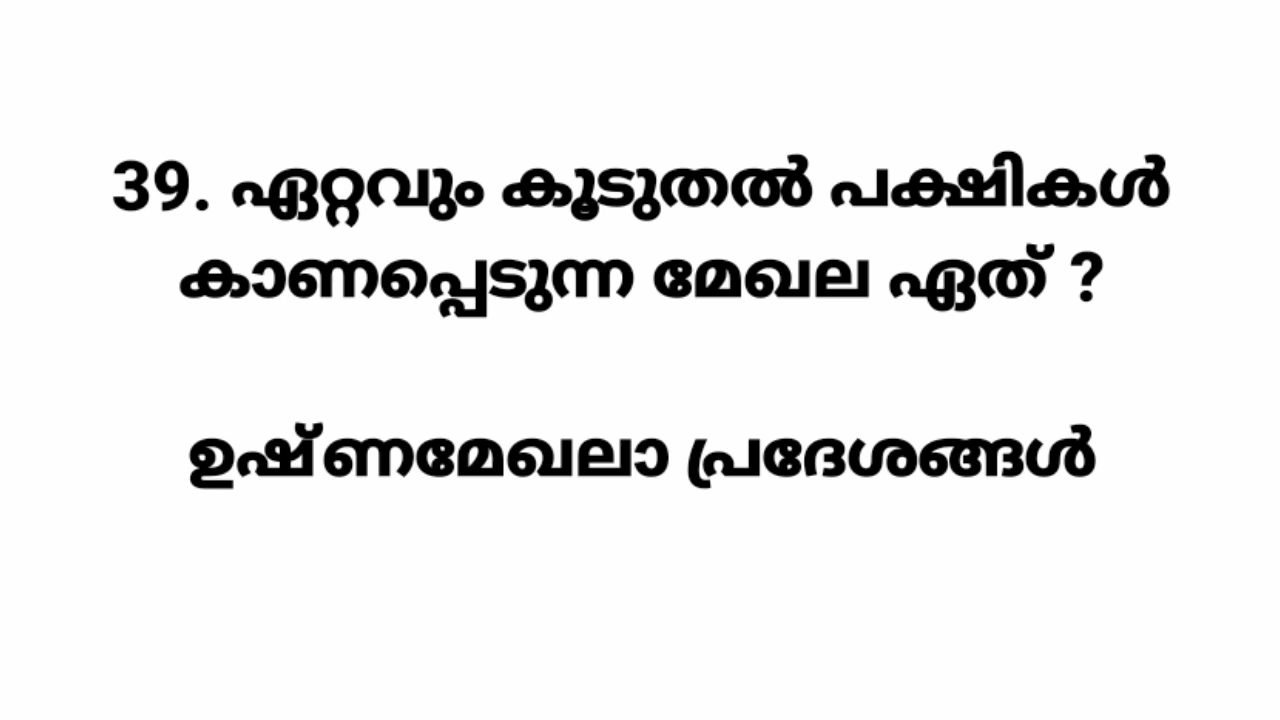 39. ഏറ്റവും കൂടുതൽ പക്ഷികൾ
കാണപ്പെടുന്ന മേഖല ഏത് ?
ഉഷ്ണമേഖലാ പ്രദേശങ്ങൾ